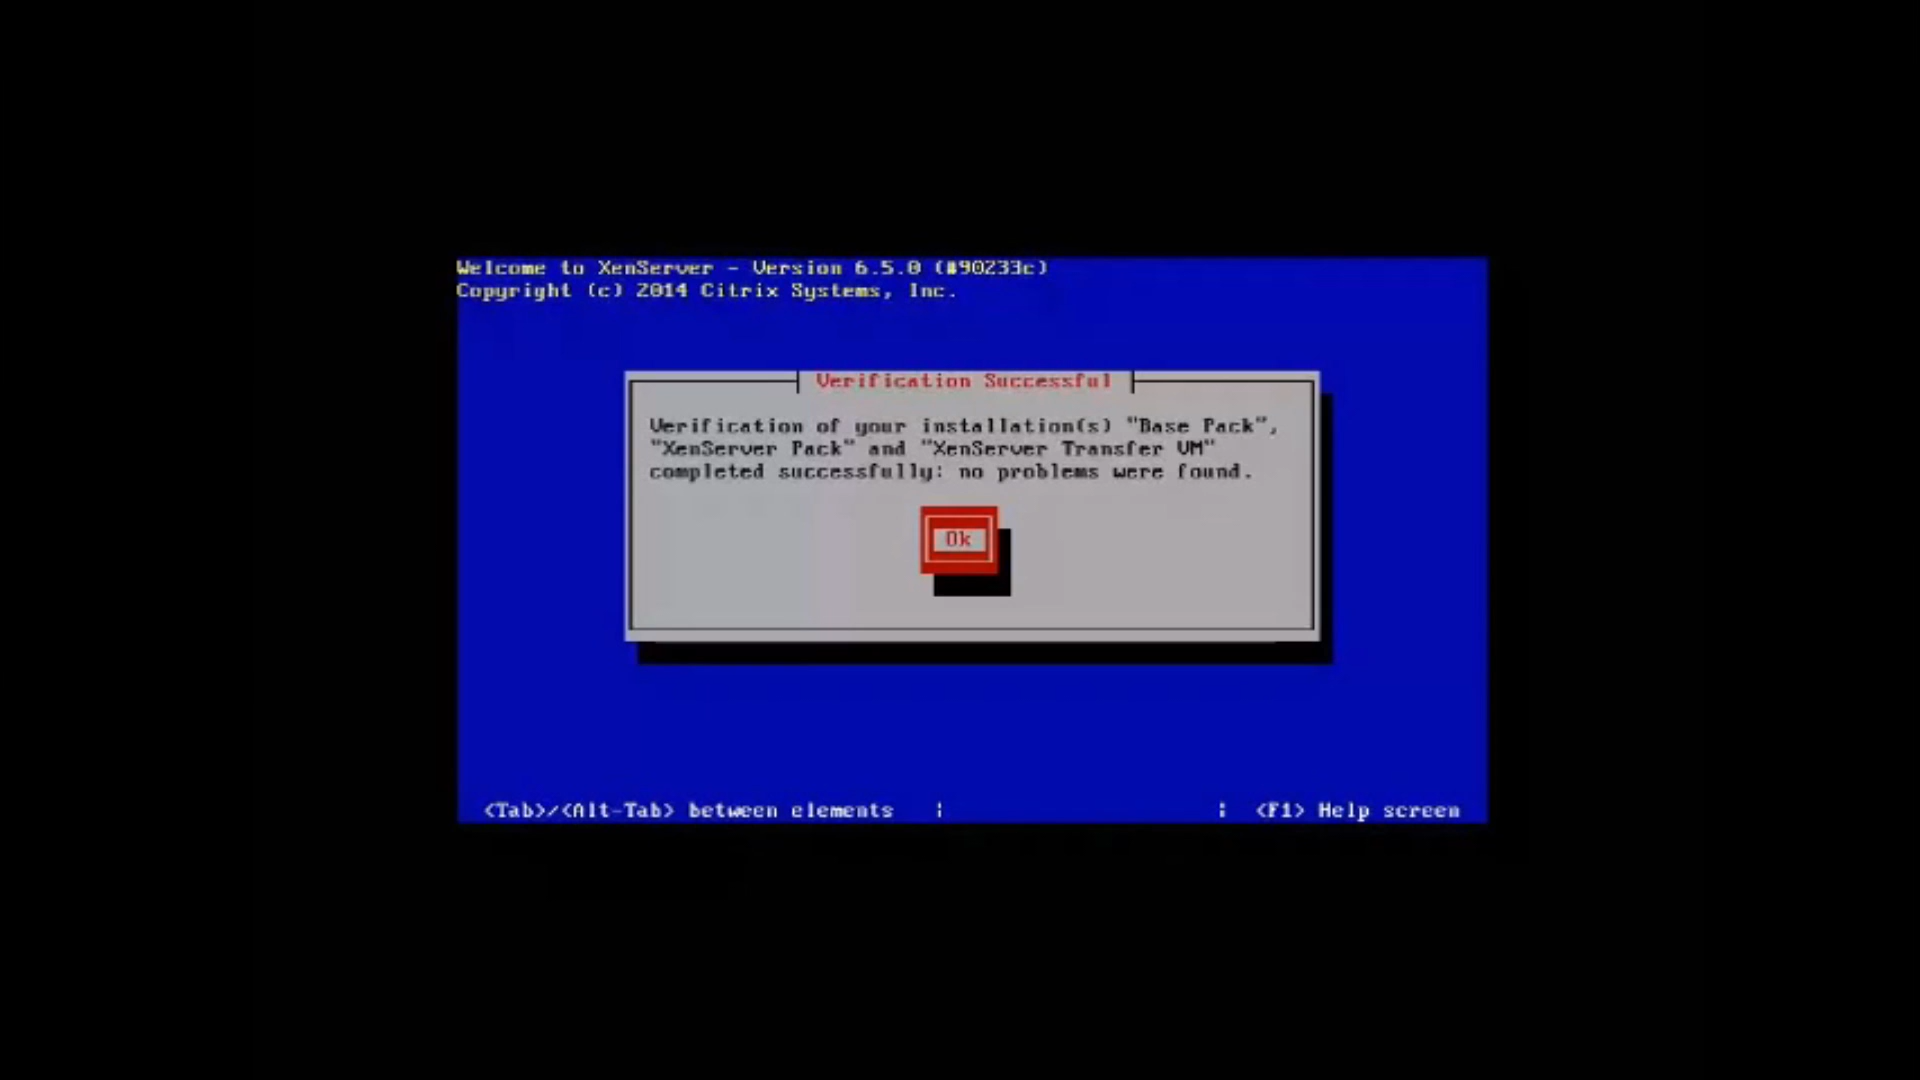 Welcome to XenServer - Version 6.5.0 (#90233c)
Copyright (c) 2014 Citrix Systems, Inc.
Verification Successful
Verification of your installation(s) "Base Pack",
"XenServer Pack" and "XenServer Transfer VM"
completed successfully: no problems were found.
Ok
<Tab>/<Alt-Tab> between elements | | <F1> Help screen